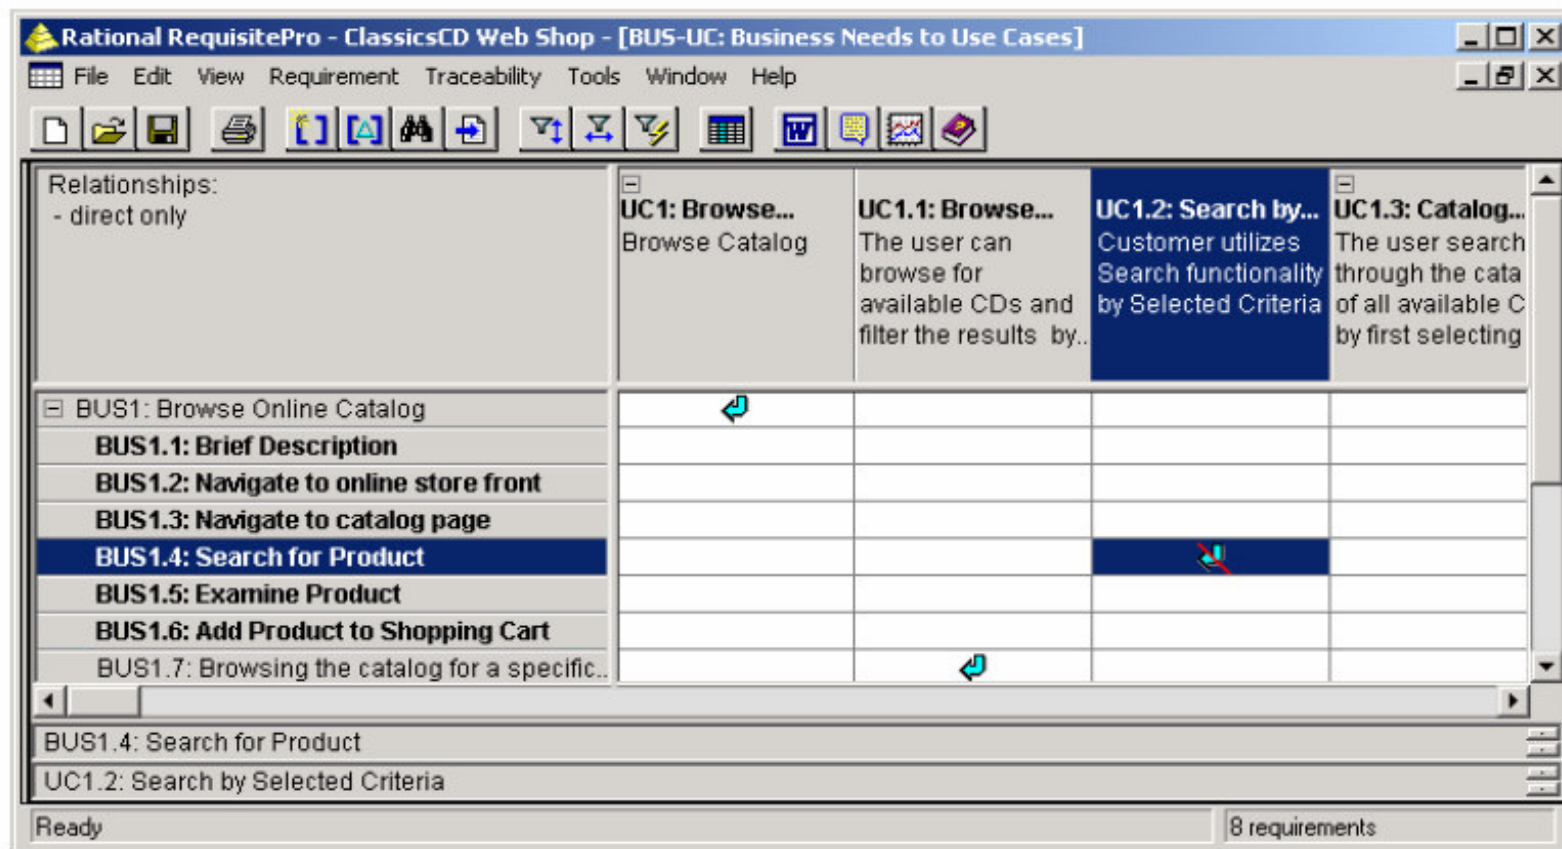 Rational RequisitePro - ClassicsCD Web Shop - [BUS-UC: Business Needs to Use Cases]
File Edit View Requirement Traceability Tools Window Help
Relationships:
- direct only
UC1: Browse...
Browse Catalog
UC1.1: Browse...
The user can
browse for
available CDs and
filter the results by..
UC1.2: Search by...
Customer utilizes
Search functionality
by Selected Criteria
UC1.3: Catalog...
The user search
through the cata
of all available C
by first selecting
BUS1: Browse Online Catalog
BUS1.1: Brief Description
BUS1.2: Navigate to online store front
BUS1.3: Navigate to catalog page
BUS1.4: Search for Product
BUS1.5: Examine Product
BUS1.6: Add Product to Shopping Cart
BUS1.7: Browsing the catalog for a specific..
BUS1.4: Search for Product
UC1.2: Search by Selected Criteria
Ready
8 requirements